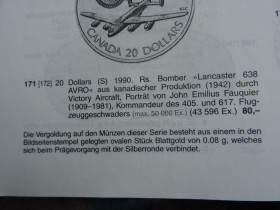 CANADA 20 DOLLARS
171 [172] 20 Dollars (S) 1990. Rs. Bomber »Lancaster 638
AVRO« aus kanadischer Produktion (1942) durch
Victory Aircraft, Porträt von John Emilius Fauquier
(1909–1981), Kommandeur des 405. und 617. Flug-
zeuggeschwaders (max. 50 000 Ex.) (43 596 Ex.) 80,–
Die Vergoldung auf den Münzen dieser Serie besteht aus einem in den
Bildseitenstempel gelegten ovalen Stück Blattgold von 0.08 g, welches
sich beim Prägevorgang mit der Silberronde verbindet.